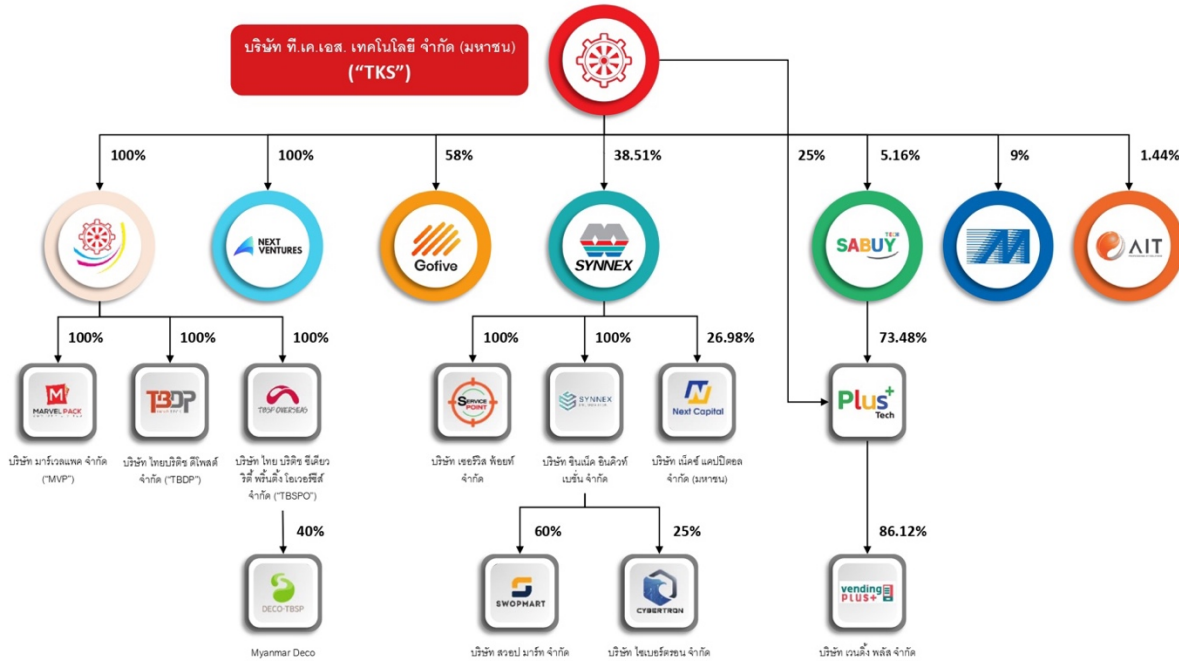 บริษัท ที.เค.เอส. เทคโนโลยี จำกัด (มหาชน)
("TKS")
100%
100%
58%
38.51%
25%
5.16%
9%
1.44%
NEXT
VENTURES
Gofive
SYNNEX
SABUY
TECH
AIT
100%
100%
100%
100%
100%
26.98%
73.48%
MARVEL PACK
TBDP
TBSP OVERSEAS
SERVICE
POINT
SYNNEX
Next Capital
Plus+
Tech
บริษัท มาร์เวลแพค จำกัด
("MVP")
บริษัท ไทยบริติช ดีโพสต์
จำกัด ("TBDP")
บริษัท ไทย บริติช ซีเคียว
ริตี้ พริ้นติ้ง โอเวอร์ซีส์
จำกัด ("TBSPO")
บริษัท เซอร์วิส พ้อยท์
จำกัด
บริษัท ซินเน็ค อินคิวท์
เบชั่น จำกัด
บริษัท เน็คซ์ แคปปิตอล
จำกัด (มหาชน)
40%
60%
25%
86.12%
DECO-TBSP
SWOPMART
CYBERTRON
vending
PLUS+
Myanmar Deco
บริษัท สวอป มาร์ท จำกัด
บริษัท ไซเบอร์ตรอน จำกัด
บริษัท เวนดิ้ง พลัส จำกัด